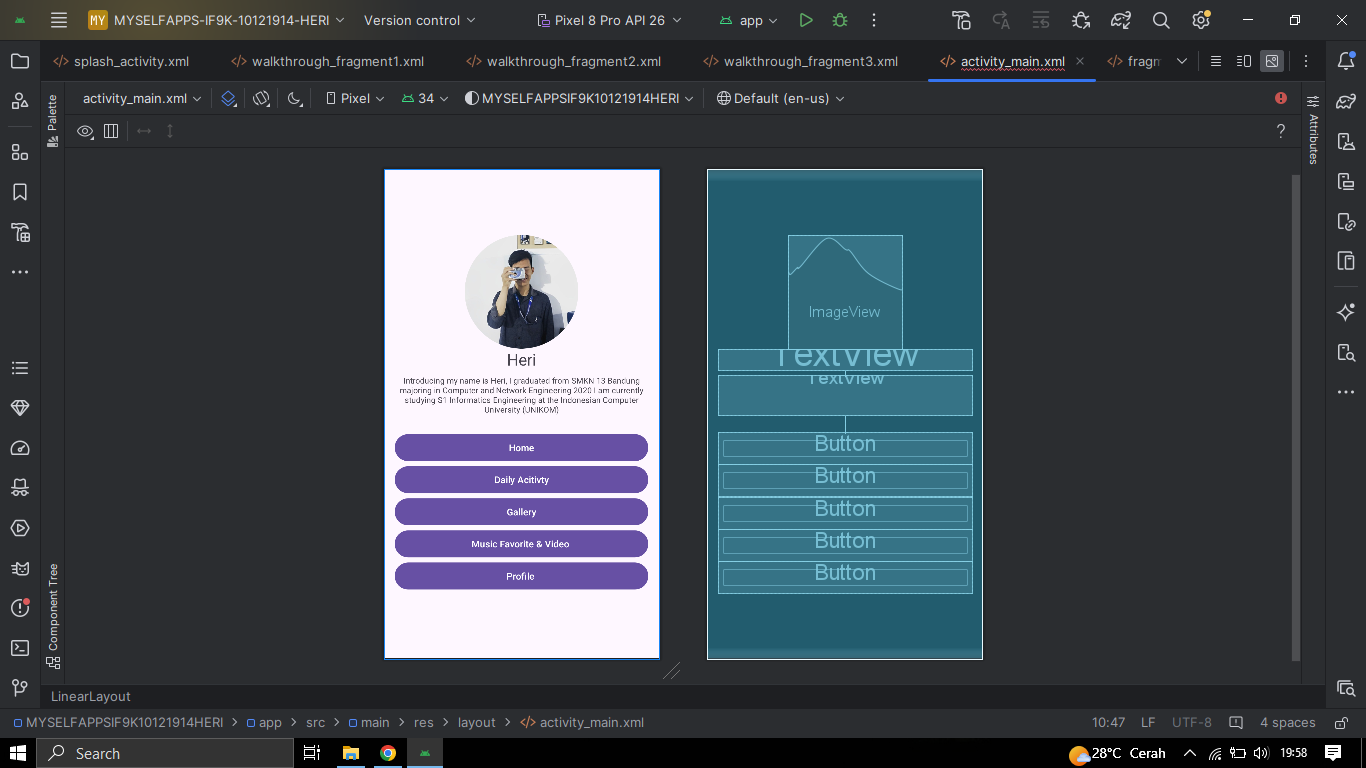 MY MYSELFAPPS-IF9K-10121914-HERI Version control Pixel 8 Pro API 26 app
splash_activity.xml walkthrough_fragment1.xml walkthrough_fragment2.xml walkthrough_fragment3.xml activity_main.xml fragm
activity_main.xml Pixel 34 MYSELFAPPSIF9K10121914HERI Default (en-us)
Palette
Attributes
?
Heri
Introducing my name is Heri, I graduated from SMKN 13 Bandung
majoring in Computer and Network Engineering 2020 I am currently
studying S1 Informatics Engineering at the Indonesian Computer
University (UNIKOM)
Home
Daily Acitivty
Gallery
Music Favorite & Video
Profile
ImageView
TextView
TextView
Button
Button
Button
Button
Button
Component Tree
LinearLayout
MYSELFAPPSIF9K10121914HERI > app > src > main > res > layout > activity_main.xml 10:47 LF UTF-8 4 spaces
Search 28°C Cerah 19:58